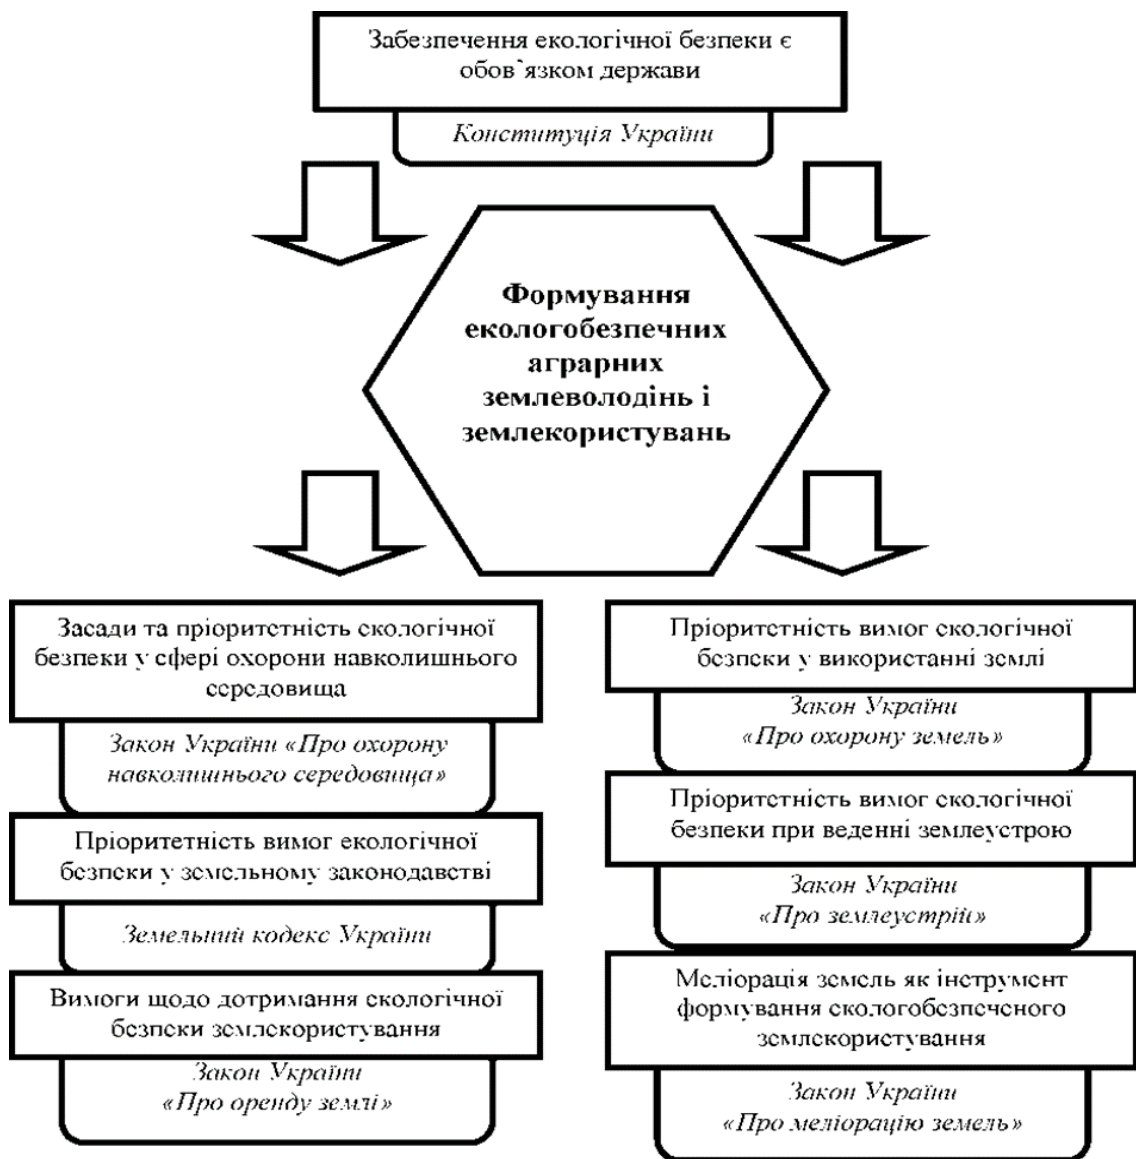 Забезпечення екологічної безпеки є
обов`язком держави
Конституція України
Формування
екологобезпечних
аграрних
землеволодінь і
землекористувань
Засади та пріоритетність екологічної
безпеки у сфері охорони навколишнього
середовища
Закон України «Про охорону
навколишнього середовища»
Пріоритетність вимог екологічної
безпеки у земельному законодавстві
Земельний кодекс України
Вимоги щодо дотримання екологічної
безпеки землекористування
Закон України
«Про оренду землі»
Пріоритетність вимог екологічної
безпеки у використанні землі
Закон України
«Про охорону земель»
Пріоритетність вимог екологічної
безпеки при веденні землеустрою
Закон України
«Про землеустрій»
Меліорація земель як інструмент
формування екологобезпеченого
землекористування
Закон України
«Про меліорацію земель»